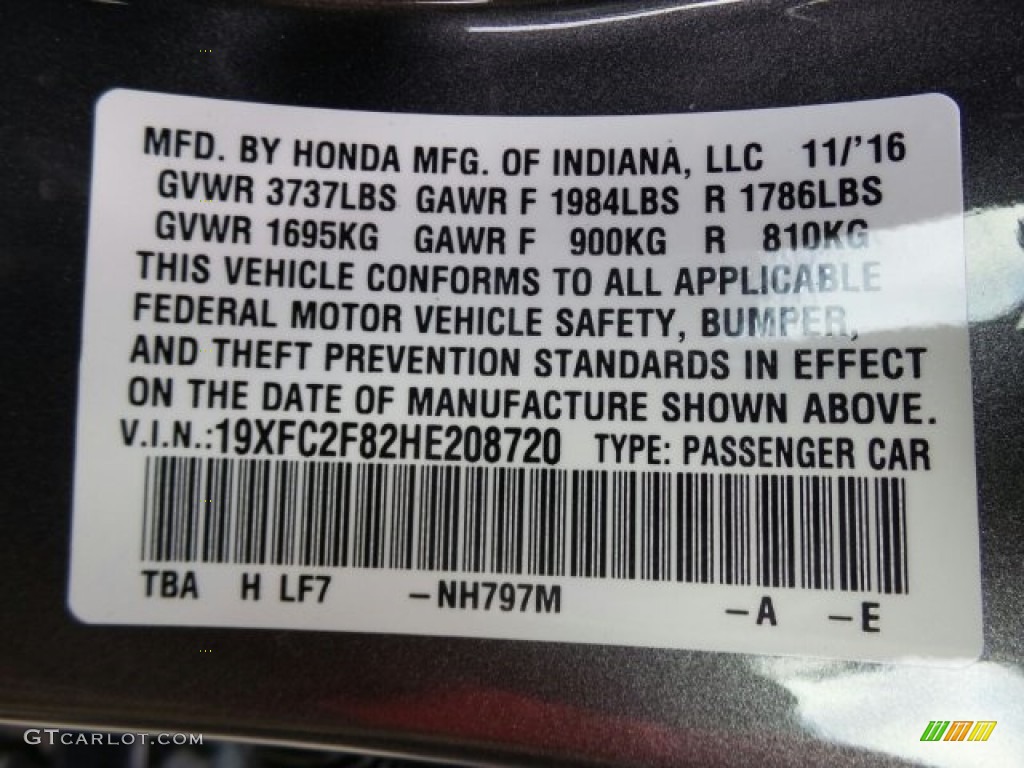 MFD. BY HONDA MFG. OF INDIANA, LLC 11/'16
GVWR 3737LBS GAWR F 1984LBS R 1786LBS
GVWR 1695KG GAWR F 900KG R 810KG
THIS VEHICLE CONFORMS TO ALL APPLICABLE
FEDERAL MOTOR VEHICLE SAFETY, BUMPER,
AND THEFT PREVENTION STANDARDS IN EFFECT
ON THE DATE OF MANUFACTURE SHOWN ABOVE.
V.I.N.:19XFC2F82HE208720 TYPE: PASSENGER CAR
TBA H LF7 –NH797M –A –E
GTCARLOT.COM